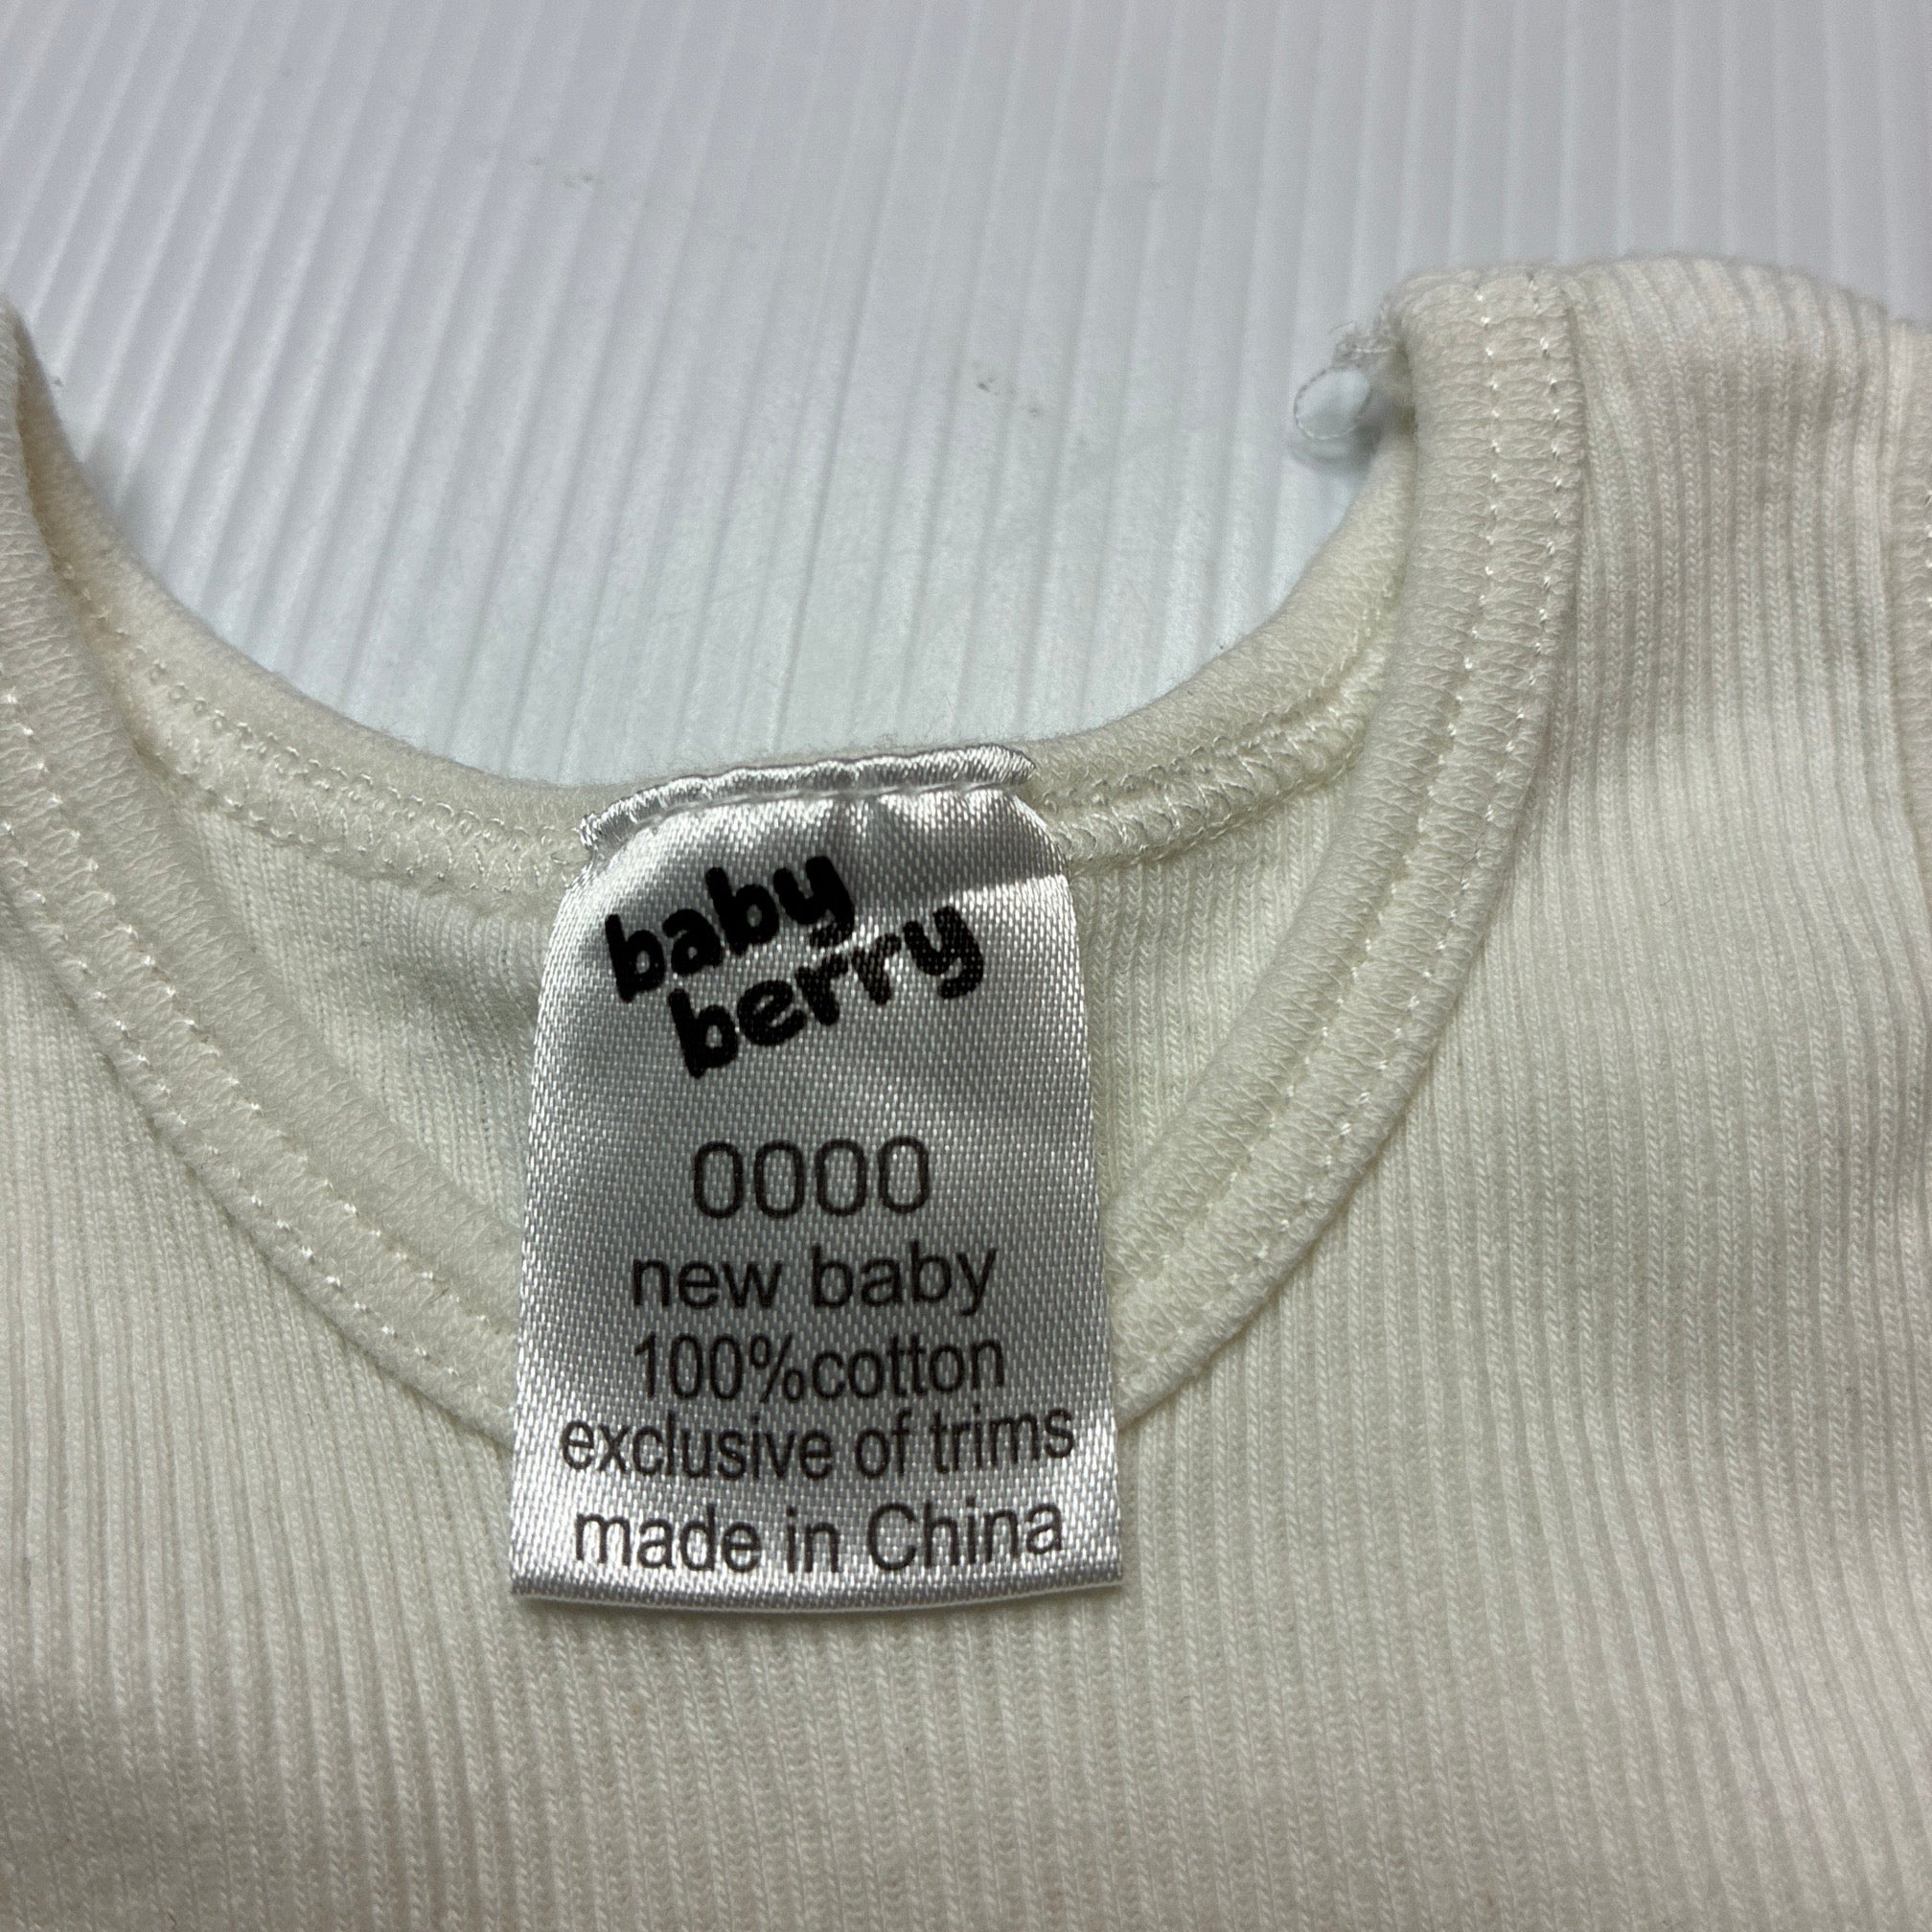 baby
berry
0000
new baby
100%cotton
exclusive of trims
made in China